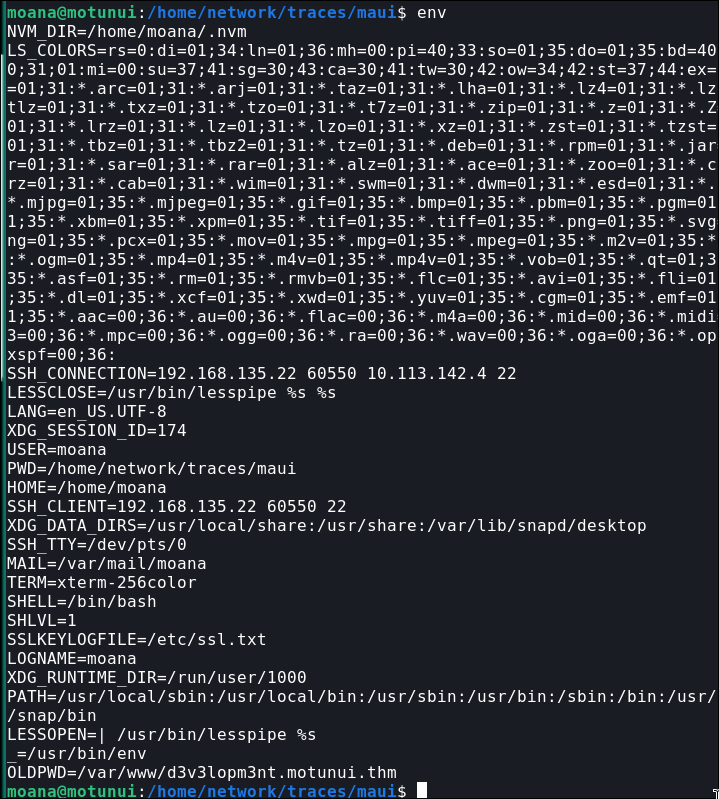 moana@motunui:/home/network/traces/maui$ env
NVM_DIR=/home/moana/.nvm
LS_COLORS=rs=0:di=01;34:ln=01;36:mh=00:pi=40;33:so=01;35:do=01;35:bd=40
0;31;01:mi=00:su=37;41:sg=30;43:ca=30;41:tw=30;42:ow=34;42:st=37;44:ex=
=01;31:*.arc=01;31:*.arj=01;31:*.taz=01;31:*.lha=01;31:*.lz4=01;31:*.lz
tlz=01;31:*.txz=01;31:*.tzo=01;31:*.t7z=01;31:*.zip=01;31:*.z=01;31:*.Z
01;31:*.lrz=01;31:*.lz=01;31:*.lzo=01;31:*.xz=01;31:*.zst=01;31:*.tzst=
01;31:*.tbz=01;31:*.tbz2=01;31:*.tz=01;31:*.deb=01;31:*.rpm=01;31:*.jar
r=01;31:*.sar=01;31:*.rar=01;31:*.alz=01;31:*.ace=01;31:*.zoo=01;31:*.c
rz=01;31:*.cab=01;31:*.wim=01;31:*.swm=01;31:*.dwm=01;31:*.esd=01;31:*.
*.mjpg=01;35:*.mjpeg=01;35:*.gif=01;35:*.bmp=01;35:*.pbm=01;35:*.pgm=01
1;35:*.xbm=01;35:*.xpm=01;35:*.tif=01;35:*.tiff=01;35:*.png=01;35:*.svg
ng=01;35:*.pcx=01;35:*.mov=01;35:*.mpg=01;35:*.mpeg=01;35:*.m2v=01;35:*
:*.ogm=01;35:*.mp4=01;35:*.m4v=01;35:*.mp4v=01;35:*.vob=01;35:*.qt=01;3
35:*.asf=01;35:*.rm=01;35:*.rmvb=01;35:*.flc=01;35:*.avi=01;35:*.fli=01
;35:*.dl=01;35:*.xcf=01;35:*.xwd=01;35:*.yuv=01;35:*.cgm=01;35:*.emf=01
1;35:*.aac=00;36:*.au=00;36:*.flac=00;36:*.m4a=00;36:*.mid=00;36:*.midi
3=00;36:*.mpc=00;36:*.ogg=00;36:*.ra=00;36:*.wav=00;36:*.oga=00;36:*.op
xspf=00;36:
SSH_CONNECTION=192.168.135.22 60550 10.113.142.4 22
LESSCLOSE=/usr/bin/lesspipe %s %s
LANG=en_US.UTF-8
XDG_SESSION_ID=174
USER=moana
PWD=/home/network/traces/maui
HOME=/home/moana
SSH_CLIENT=192.168.135.22 60550 22
XDG_DATA_DIRS=/usr/local/share:/usr/share:/var/lib/snapd/desktop
SSH_TTY=/dev/pts/0
MAIL=/var/mail/moana
TERM=xterm-256color
SHELL=/bin/bash
SHLVL=1
SSLKEYLOGFILE=/etc/ssl.txt
LOGNAME=moana
XDG_RUNTIME_DIR=/run/user/1000
PATH=/usr/local/sbin:/usr/local/bin:/usr/sbin:/usr/bin:/sbin:/bin:/usr/
/snap/bin
LESSOPEN=| /usr/bin/lesspipe %s
_=/usr/bin/env
OLDPWD=/var/www/d3v3lopm3nt.motunui.thm
moana@motunui:/home/network/traces/maui$